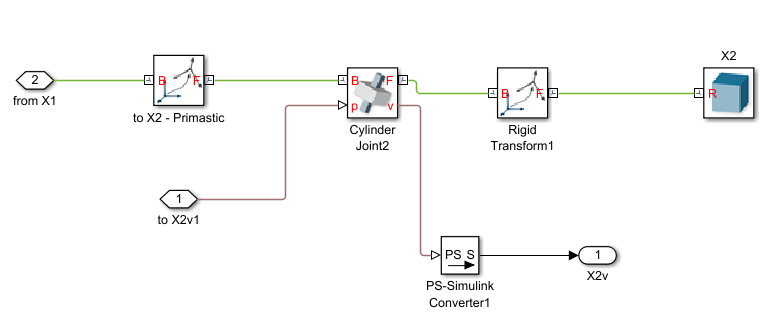 X2
2
from X1
B F
to X2 - Primastic
B F
p v
Cylinder
Joint2
B F
Rigid
Transform1
R
1
to X2v1
PS S
PS-Simulink
Converter1
1
X2v